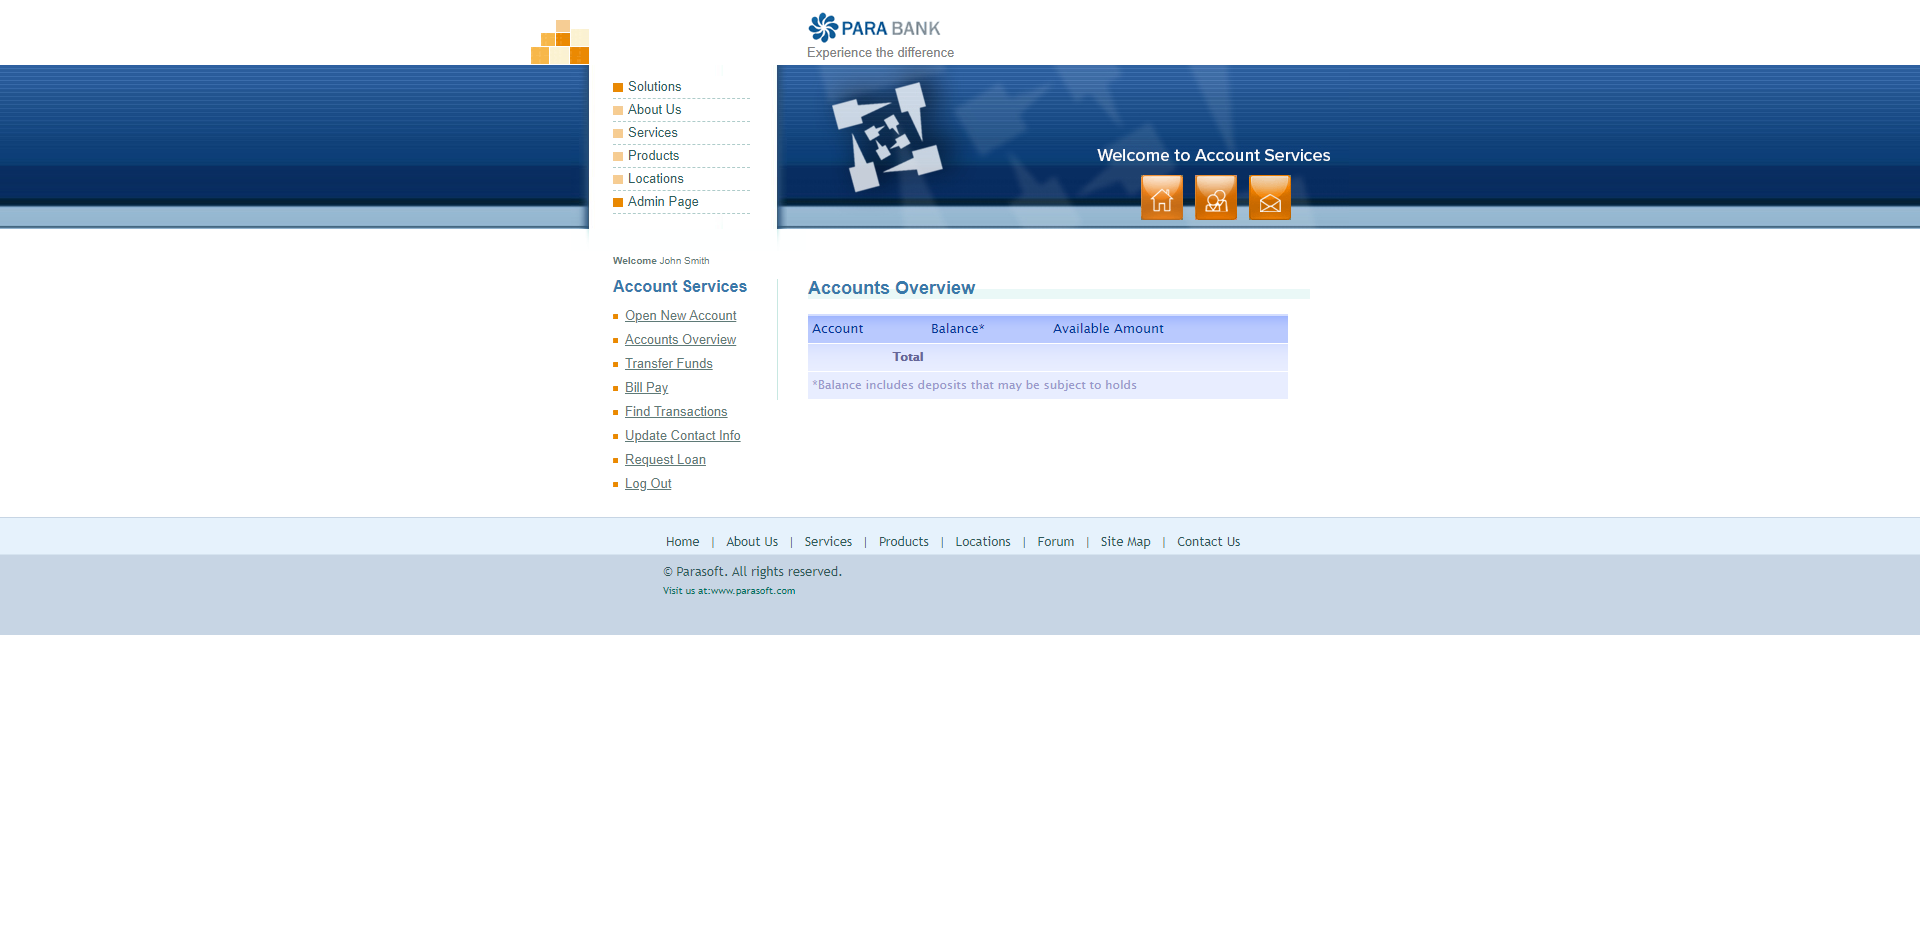 PARA BANK
Experience the difference
Solutions
About Us
Services
Products
Locations
Admin Page
Welcome to Account Services
Welcome John Smith
Account Services
Open New Account
Accounts Overview
Transfer Funds
Bill Pay
Find Transactions
Update Contact Info
Request Loan
Log Out
Accounts Overview
Account Balance* Available Amount
Total
*Balance includes deposits that may be subject to holds
Home | About Us | Services | Products | Locations | Forum | Site Map | Contact Us
© Parasoft. All rights reserved.
Visit us at:www.parasoft.com